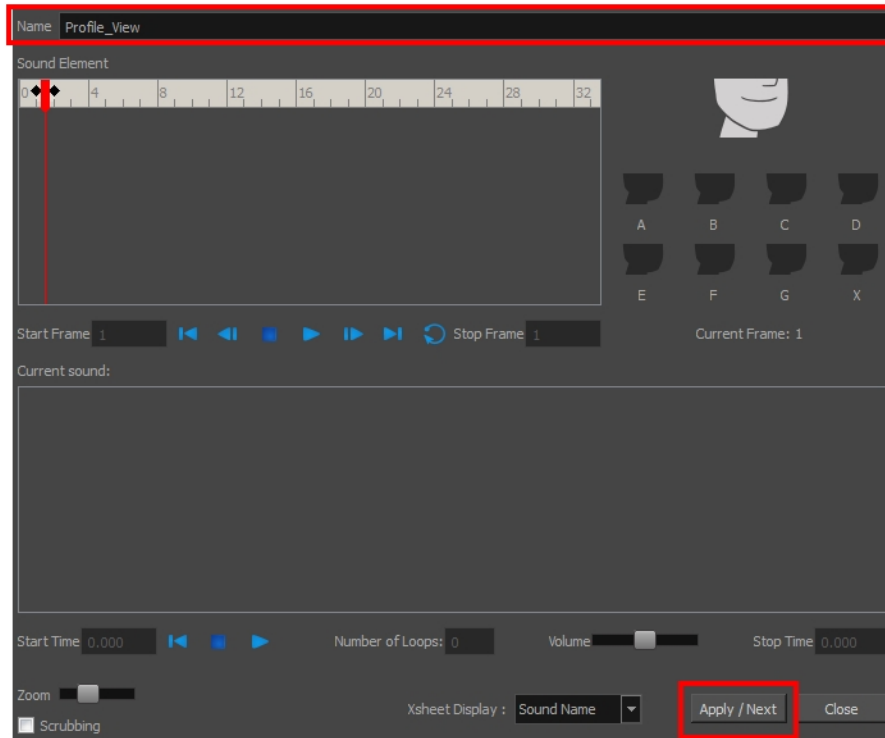 Name Profile_View
Sound Element
0 4 8 12 16 20 24 28 32
A B C D
E F G X
Start Frame 1 Stop Frame 1 Current Frame: 1
Current sound:
Start Time 0.000 Number of Loops: 0 Volume Stop Time 0.000
Zoom
Xsheet Display : Sound Name Apply / Next Close
Scrubbing